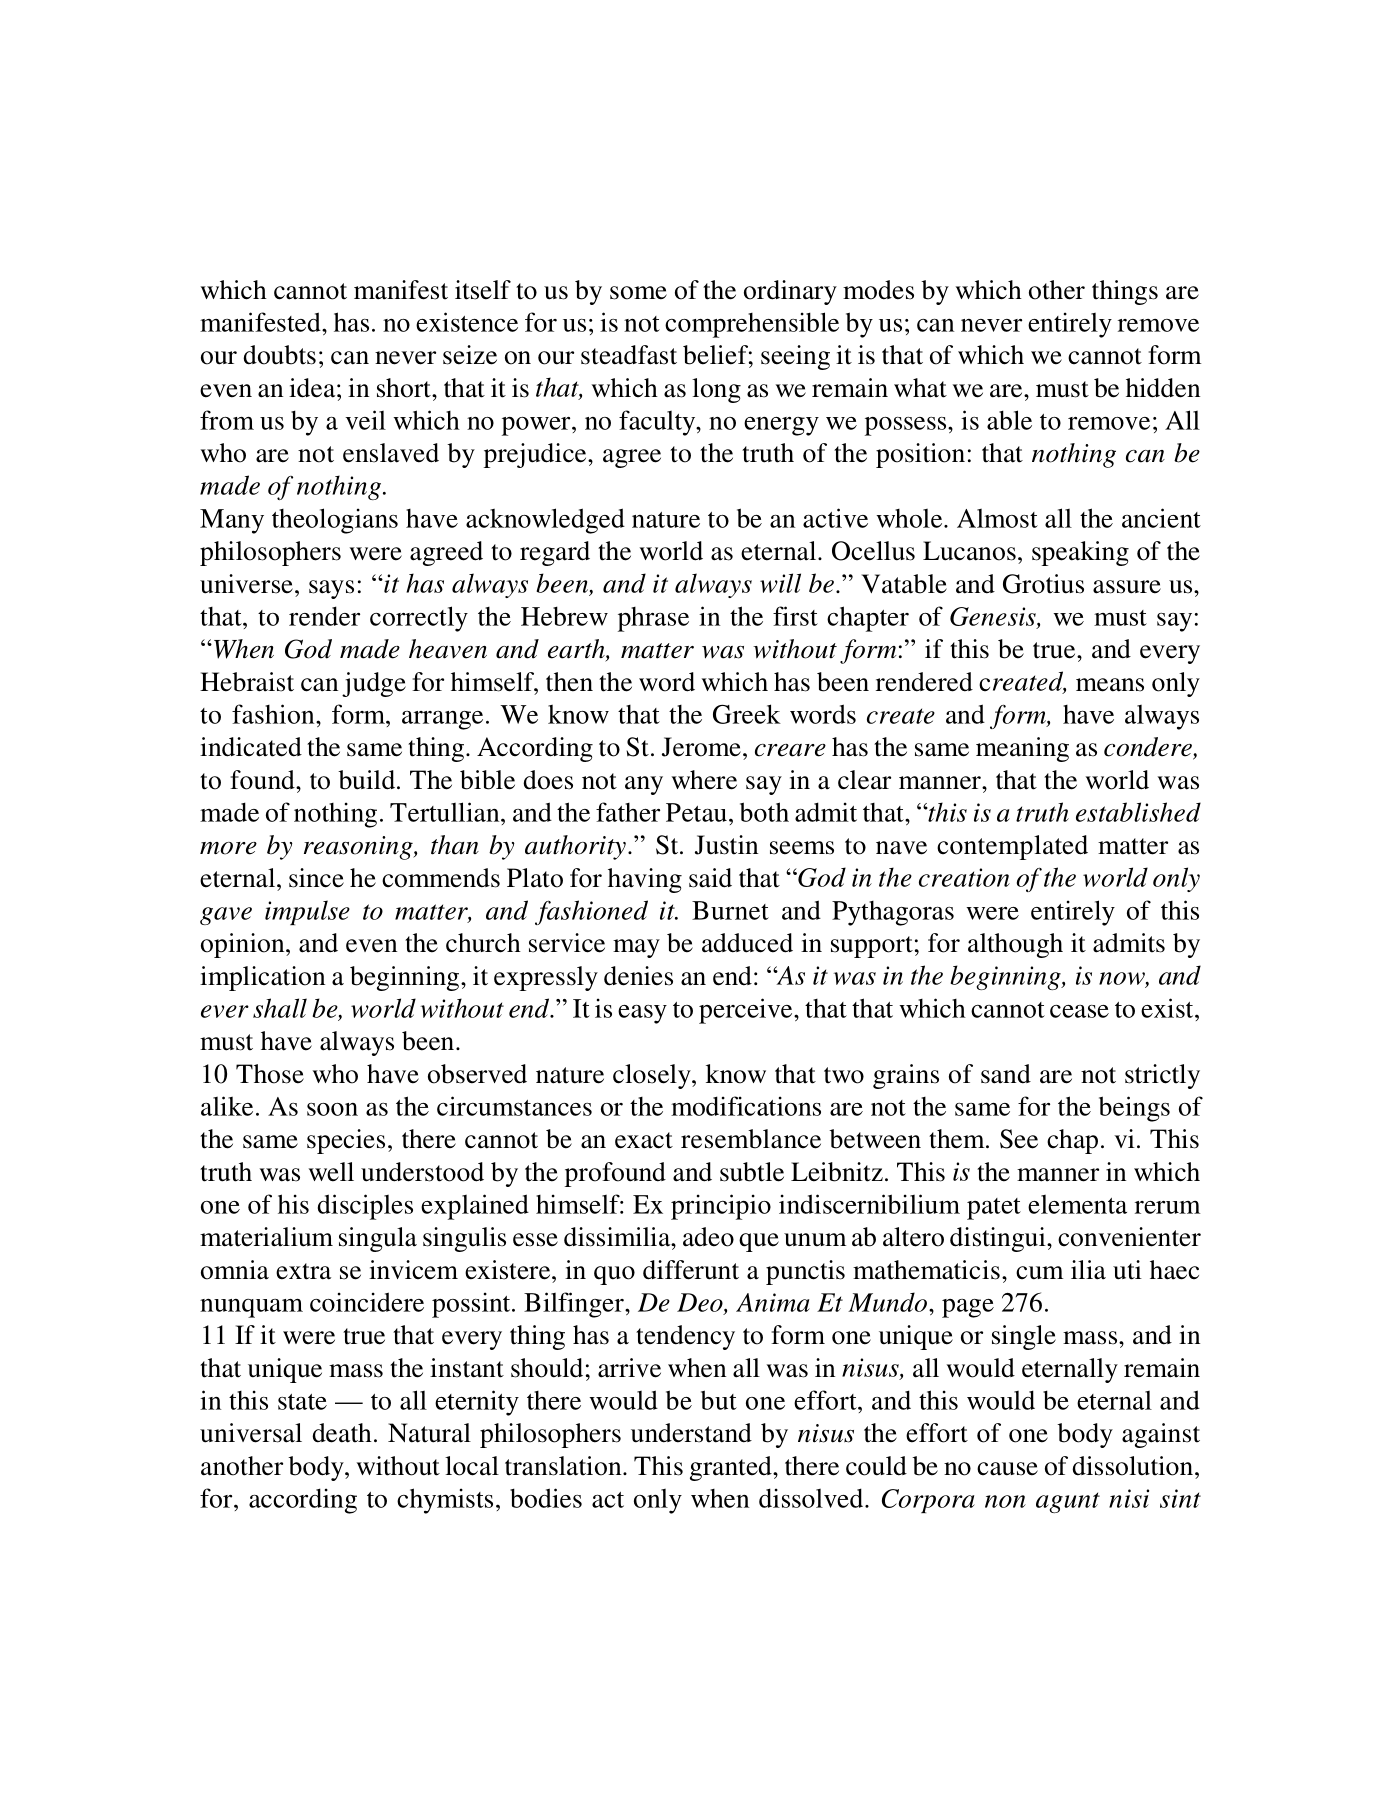 which cannot manifest itself to us by some of the ordinary modes by which other things are
manifested, has. no existence for us; is not comprehensible by us; can never entirely remove
our doubts; can never seize on our steadfast belief; seeing it is that of which we cannot form
even an idea; in short, that it is that, which as long as we remain what we are, must be hidden
from us by a veil which no power, no faculty, no energy we possess, is able to remove; All
who are not enslaved by prejudice, agree to the truth of the position: that nothing can be
made of nothing.
Many theologians have acknowledged nature to be an active whole. Almost all the ancient
philosophers were agreed to regard the world as eternal. Ocellus Lucanos, speaking of the
universe, says: “it has always been, and it always will be.” Vatable and Grotius assure us,
that, to render correctly the Hebrew phrase in the first chapter of Genesis, we must say:
“When God made heaven and earth, matter was without form:” if this be true, and every
Hebraist can judge for himself, then the word which has been rendered created, means only
to fashion, form, arrange. We know that the Greek words create and form, have always
indicated the same thing. According to St. Jerome, creare has the same meaning as condere,
to found, to build. The bible does not any where say in a clear manner, that the world was
made of nothing. Tertullian, and the father Petau, both admit that, “this is a truth established
more by reasoning, than by authority.” St. Justin seems to nave contemplated matter as
eternal, since he commends Plato for having said that “God in the creation of the world only
gave impulse to matter, and fashioned it. Burnet and Pythagoras were entirely of this
opinion, and even the church service may be adduced in support; for although it admits by
implication a beginning, it expressly denies an end: “As it was in the beginning, is now, and
ever shall be, world without end.” It is easy to perceive, that that which cannot cease to exist,
must have always been.
10 Those who have observed nature closely, know that two grains of sand are not strictly
alike. As soon as the circumstances or the modifications are not the same for the beings of
the same species, there cannot be an exact resemblance between them. See chap. vi. This
truth was well understood by the profound and subtle Leibnitz. This is the manner in which
one of his disciples explained himself: Ex principio indiscernibilium patet elementa rerum
materialium singula singulis esse dissimilia, adeo que unum ab altero distingui, convenienter
omnia extra se invicem existere, in quo differunt a punctis mathematicis, cum ilia uti haec
nunquam coincidere possint. Bilfinger, De Deo, Anima Et Mundo, page 276.
11 If it were true that every thing has a tendency to form one unique or single mass, and in
that unique mass the instant should; arrive when all was in nisus, all would eternally remain
in this state — to all eternity there would be but one effort, and this would be eternal and
universal death. Natural philosophers understand by nisus the effort of one body against
another body, without local translation. This granted, there could be no cause of dissolution,
for, according to chymists, bodies act only when dissolved. Corpora non agunt nisi sint